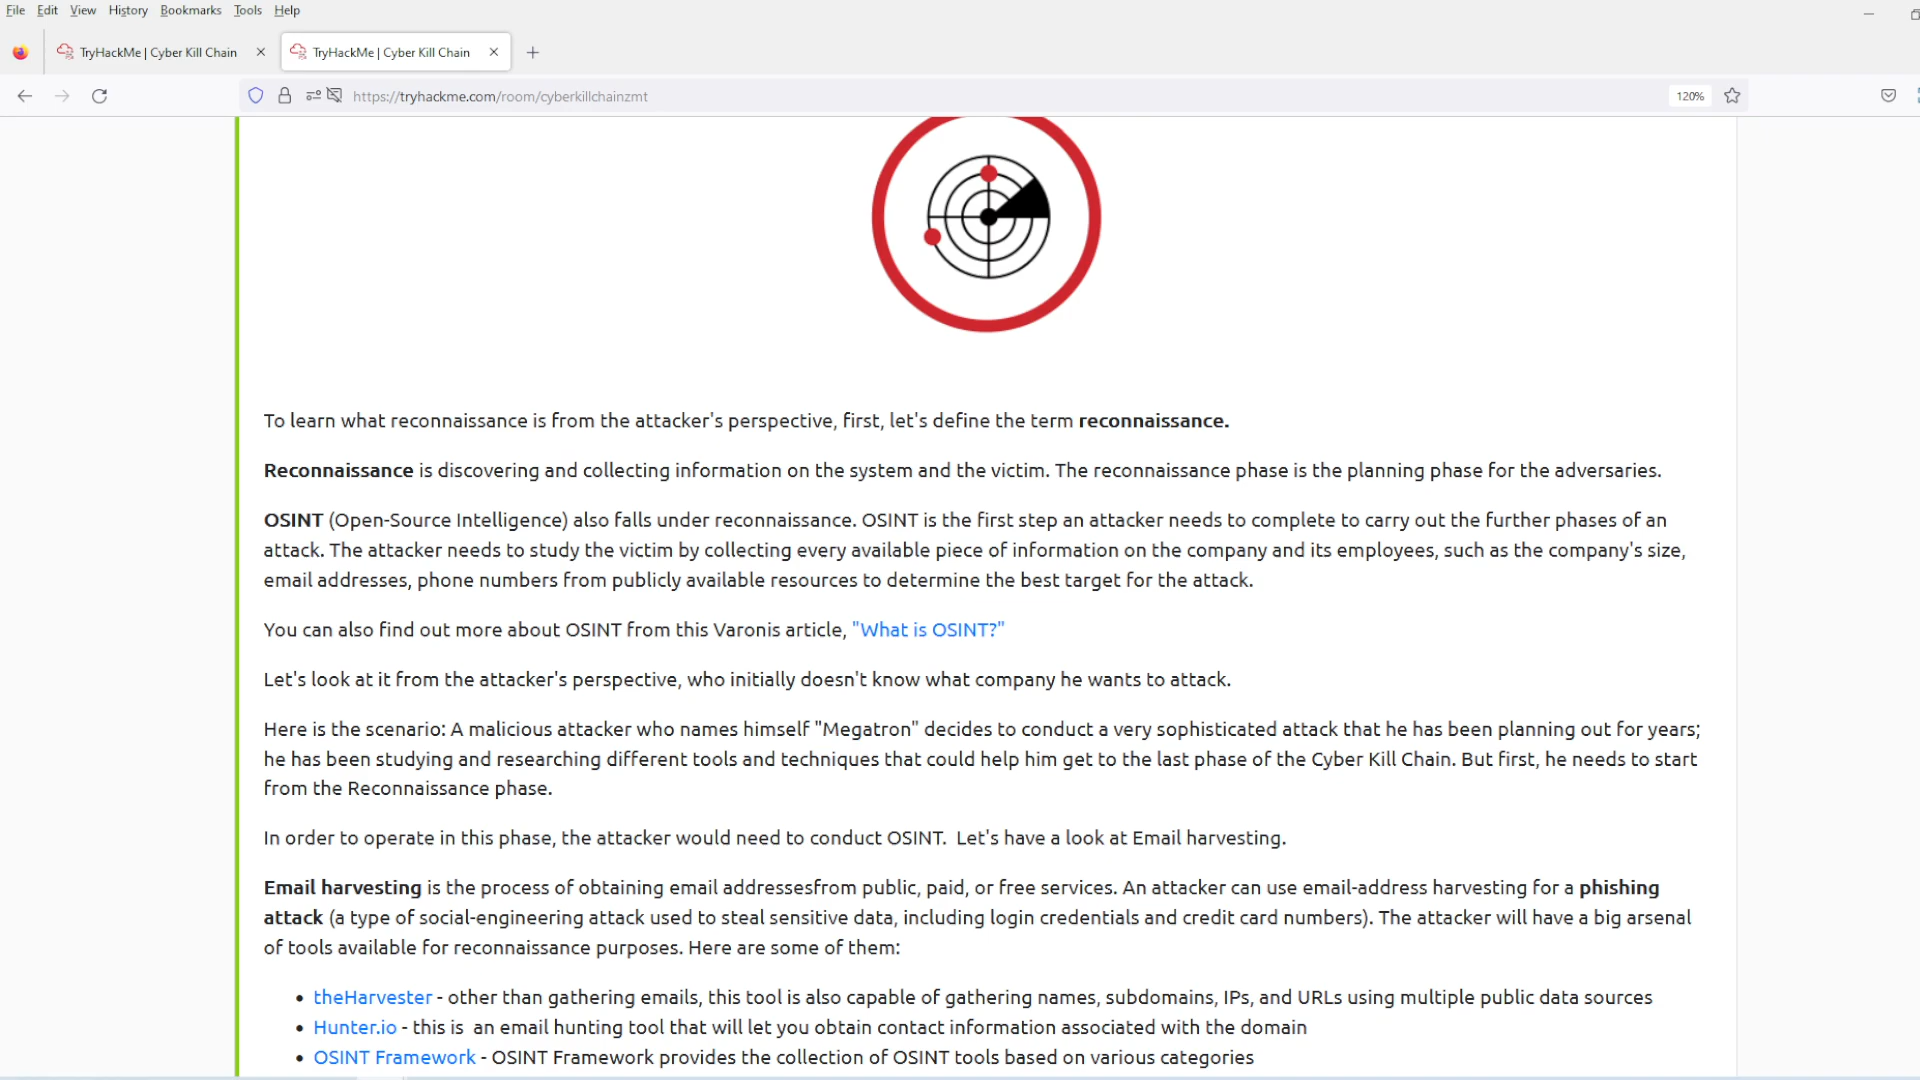 File Edit View History Bookmarks Tools Help
TryHackMe | Cyber Kill Chain
TryHackMe | Cyber Kill Chain
https://tryhackme.com/room/cyberkillchainzmt
120%
To learn what reconnaissance is from the attacker's perspective, first, let's define the term reconnaissance.
Reconnaissance is discovering and collecting information on the system and the victim. The reconnaissance phase is the planning phase for the adversaries.
OSINT (Open-Source Intelligence) also falls under reconnaissance. OSINT is the first step an attacker needs to complete to carry out the further phases of an
attack. The attacker needs to study the victim by collecting every available piece of information on the company and its employees, such as the company's size,
email addresses, phone numbers from publicly available resources to determine the best target for the attack.
You can also find out more about OSINT from this Varonis article, "What is OSINT?"
Let's look at it from the attacker's perspective, who initially doesn't know what company he wants to attack.
Here is the scenario: A malicious attacker who names himself "Megatron" decides to conduct a very sophisticated attack that he has been planning out for years;
he has been studying and researching different tools and techniques that could help him get to the last phase of the Cyber Kill Chain. But first, he needs to start
from the Reconnaissance phase.
In order to operate in this phase, the attacker would need to conduct OSINT.  Let's have a look at Email harvesting.
Email harvesting is the process of obtaining email addressesfrom public, paid, or free services. An attacker can use email-address harvesting for a phishing
attack (a type of social-engineering attack used to steal sensitive data, including login credentials and credit card numbers). The attacker will have a big arsenal
of tools available for reconnaissance purposes. Here are some of them:
• theHarvester - other than gathering emails, this tool is also capable of gathering names, subdomains, IPs, and URLs using multiple public data sources
• Hunter.io - this is  an email hunting tool that will let you obtain contact information associated with the domain
• OSINT Framework - OSINT Framework provides the collection of OSINT tools based on various categories